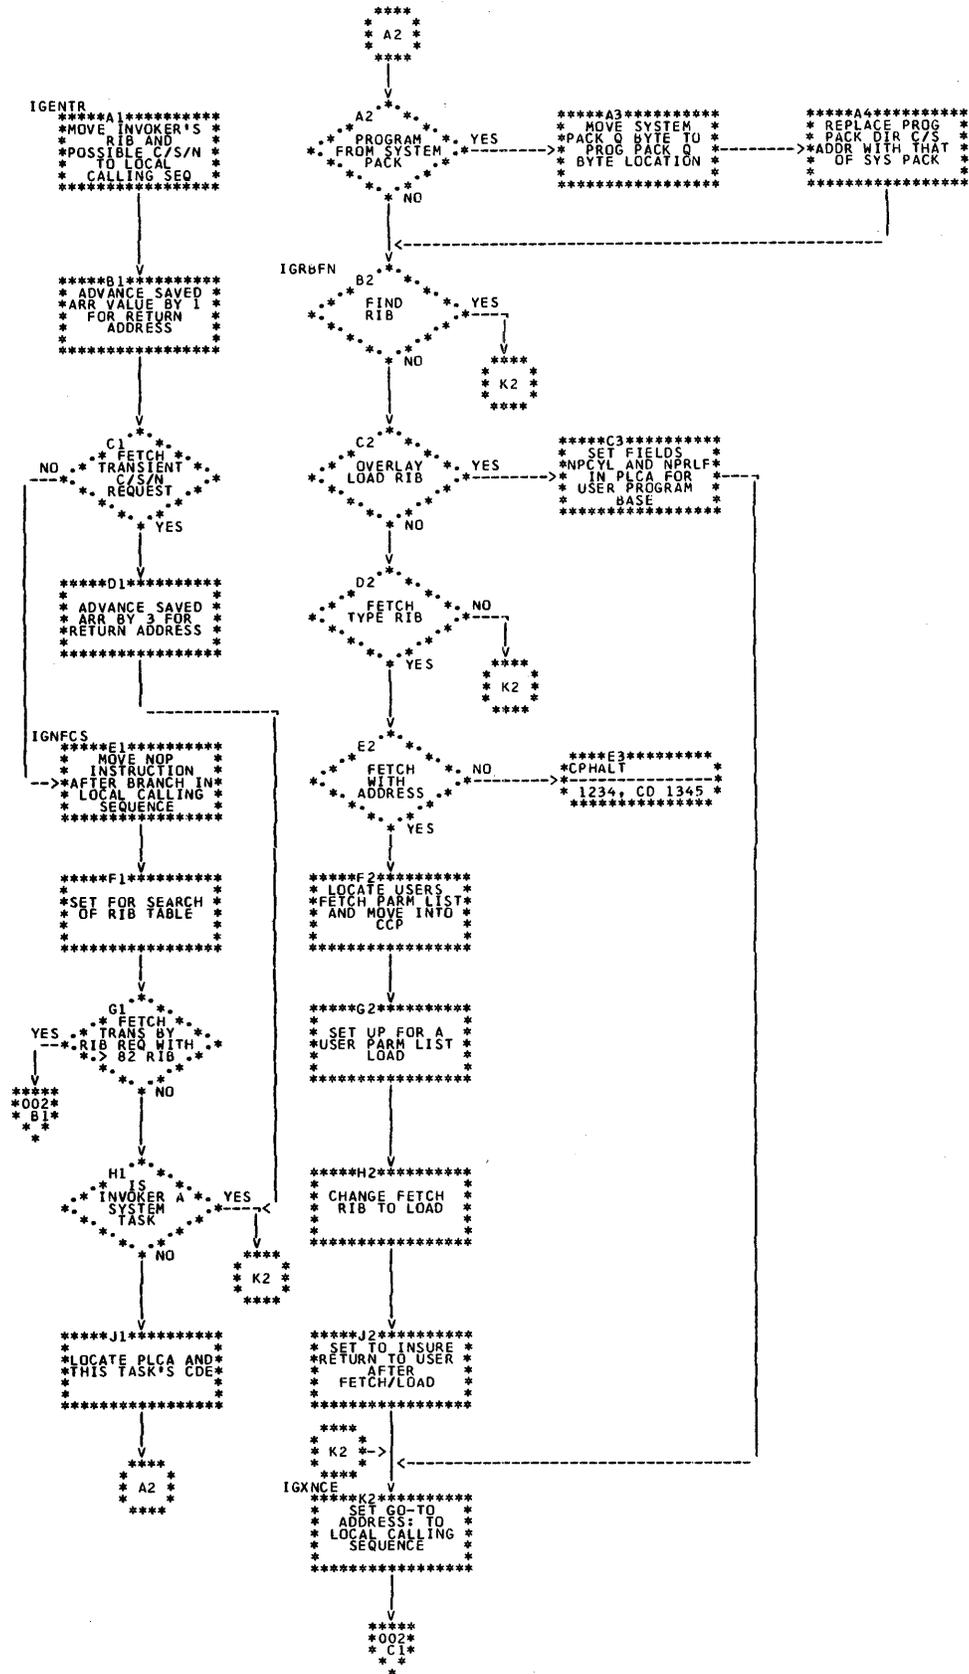 A2
IGENTR
A1
MOVE INVOKER'S
RIB AND
POSSIBLE C/S/N
TO LOCAL
CALLING SEQ
A2
PROGRAM
FROM SYSTEM
PACK
YES
NO
A3
MOVE SYSTEM
PACK Q BYTE TO
PROG PACK Q
BYTE LOCATION
A4
REPLACE PROG
PACK DIR C/S
ADDR WITH THAT
OF SYS PACK
B1
ADVANCE SAVED
ARR VALUE BY 1
FOR RETURN
ADDRESS
IGRBFN
B2
FIND
RIB
YES
NO
K2
C1
FETCH
TRANSIENT
C/S/N
REQUEST
NO
YES
C2
OVERLAY
LOAD RIB
YES
NO
C3
SET FIELDS
NPCYL AND NPRLF
IN PLCA FOR
USER PROGRAM
BASE
D1
ADVANCE SAVED
ARR BY 3 FOR
RETURN ADDRESS
D2
FETCH
TYPE RIB
NO
YES
K2
IGNFCS
E1
MOVE NOP
INSTRUCTION
AFTER BRANCH IN
LOCAL CALLING
SEQUENCE
E2
FETCH
WITH
ADDRESS
NO
YES
E3
CPHALT
1234, CD 1345
F1
SET FOR SEARCH
OF RIB TABLE
F2
LOCATE USERS
FETCH PARM LIST
AND MOVE INTO
CCP
G1
FETCH
TRANS BY
RIB REQ WITH
> 82 RIB
YES
NO
002
B1
G2
SET UP FOR A
USER PARM LIST
LOAD
H1
IS
INVOKER A
SYSTEM
TASK
YES
NO
K2
H2
CHANGE FETCH
RIB TO LOAD
J1
LOCATE PLCA AND
THIS TASK'S CDE
A2
J2
SET TO INSURE
RETURN TO USER
AFTER
FETCH/LOAD
K2
IGXNCE
K2
SET GO-TO
ADDRESS: TO
LOCAL CALLING
SEQUENCE
002
C1